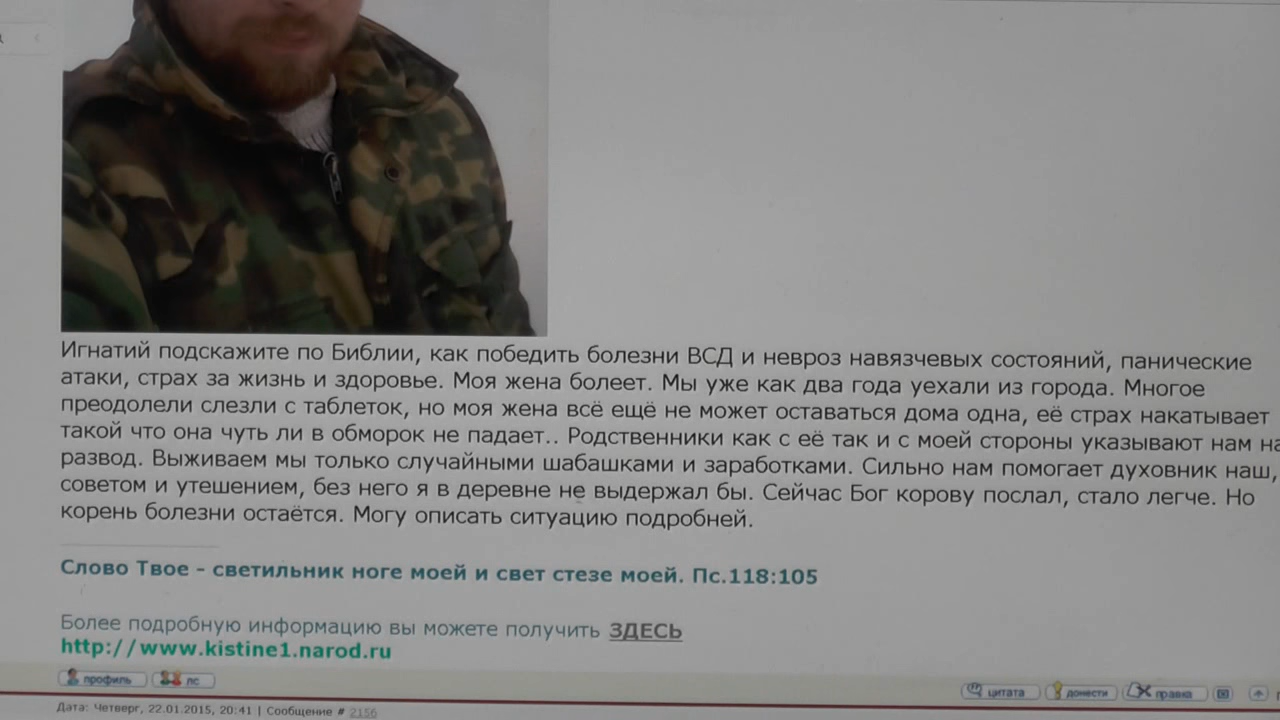 Игнатий подскажите по Библии, как победить болезни ВСД и невроз навязчевых состояний, панические
атаки, страх за жизнь и здоровье. Моя жена болеет. Мы уже как два года уехали из города. Многое
преодолели слезли с таблеток, но моя жена всё ещё не может оставаться дома одна, её страх накатывает
такой что она чуть ли в обморок не падает.. Родственники как с её так и с моей стороны указывают нам на
развод. Выживаем мы только случайными шабашками и заработками. Сильно нам помогает духовник наш,
советом и утешением, без него я в деревне не выдержал бы. Сейчас Бог корову послал, стало легче. Но
корень болезни остаётся. Могу описать ситуацию подробней.
Слово Твое - светильник ноге моей и свет стезе моей. Пс.118:105
Более подробную информацию вы можете получить ЗДЕСЬ
http://www.kistine1.narod.ru
профиль лс цитата донести правка
Дата: Четверг, 22.01.2015, 20:41 | Сообщение # 2156